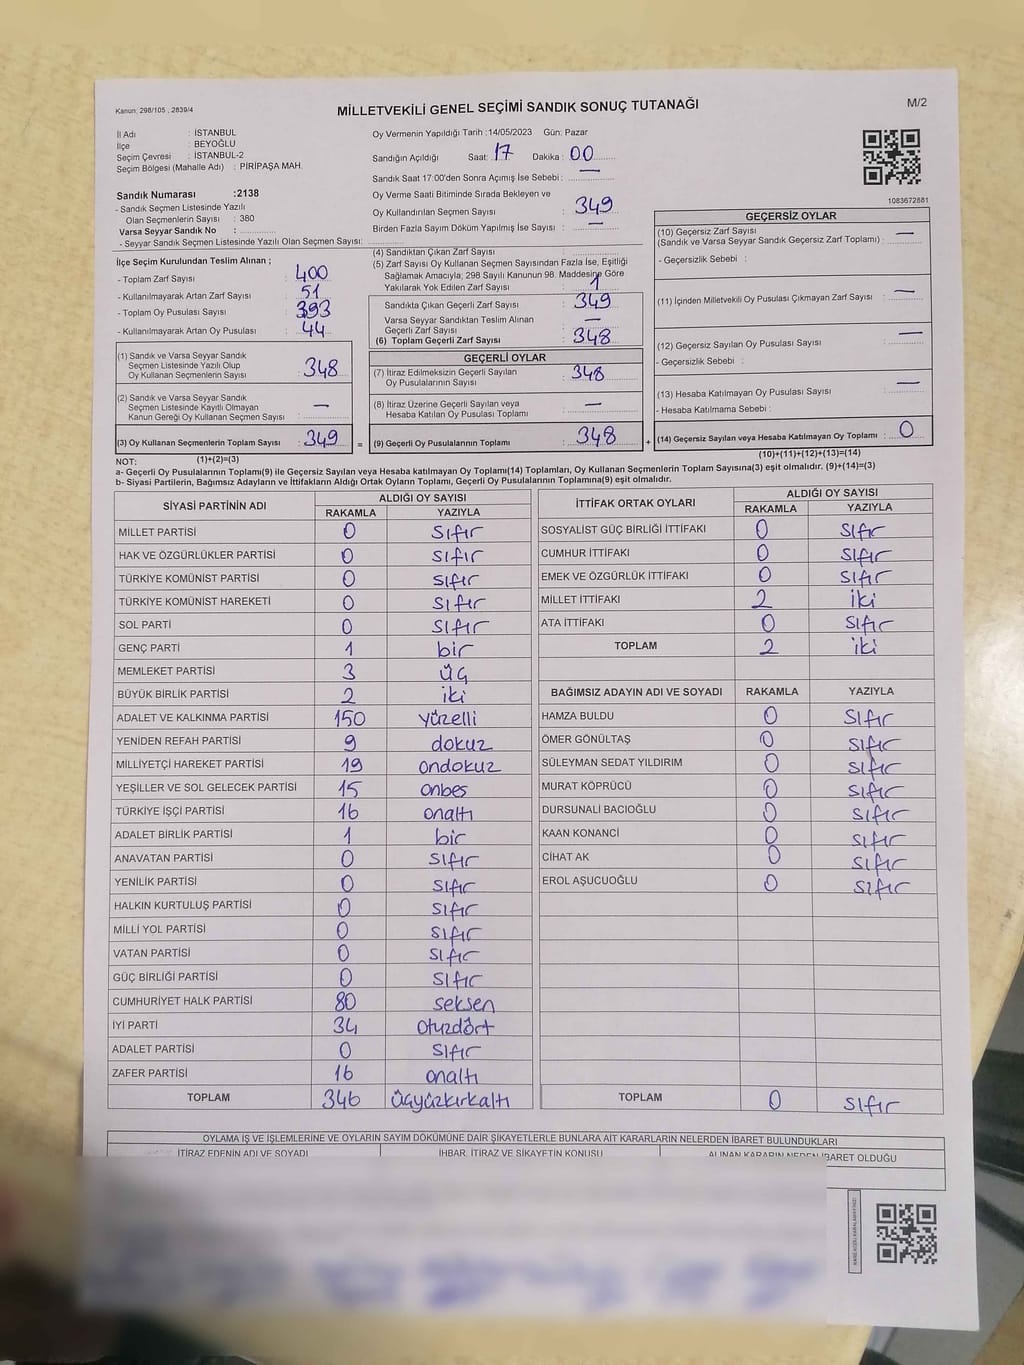 Kanun: 298/105 , 2839/4
MİLLETVEKİLİ GENEL SEÇİMİ SANDIK SONUÇ TUTANAĞI
M/2
İl Adı : İSTANBUL
İlçe : BEYOĞLU
Seçim Çevresi : İSTANBUL-2
Seçim Bölgesi (Mahalle Adı) : PİRİPAŞA MAH.
Sandık Numarası :2138
- Sandık Seçmen Listesinde Yazılı
Olan Seçmenlerin Sayısı : 380
Varsa Seyyar Sandık No :
- Seyyar Sandık Seçmen Listesinde Yazılı Olan Seçmen Sayısı:
Oy Vermenin Yapıldığı Tarih :14/05/2023 Gün: Pazar
Sandığın Açıldığı Saat: 17 Dakika : 00
Sandık Saat 17:00'den Sonra Açımış İse Sebebi : —
Oy Verme Saati Bitiminde Sırada Bekleyen ve
Oy Kullandırılan Seçmen Sayısı : 349
Birden Fazla Sayım Döküm Yapılmış İse Sayısı : —
1083672881
İlçe Seçim Kurulundan Teslim Alınan ;
- Toplam Zarf Sayısı : 400
- Kullanılmayarak Artan Zarf Sayısı : 51
- Toplam Oy Pusulası Sayısı : 393
- Kullanılmayarak Artan Oy Pusulası : 44
(1) Sandık ve Varsa Seyyar Sandık
Seçmen Listesinde Yazılı Olup
Oy Kullanan Seçmenlerin Sayısı : 348
(2) Sandık ve Varsa Seyyar Sandık
Seçmen Listesinde Kayıtlı Olmayan
Kanun Gereği Oy Kullanan Seçmen Sayısı : —
(3) Oy Kullanan Seçmenlerin Toplam Sayısı : 349 =
(1)+(2)=(3)
(4) Sandıktan Çıkan Zarf Sayısı :
(5) Zarf Sayısı Oy Kullanan Seçmen Sayısından Fazla İse, Eşitliği
Sağlamak Amacıyla; 298 Sayılı Kanunun 98. Maddesine Göre
Yakılarak Yok Edilen Zarf Sayısı : 1
Sandıkta Çıkan Geçerli Zarf Sayısı : 349
Varsa Seyyar Sandıktan Teslim Alınan
Geçerli Zarf Sayısı : —
(6) Toplam Geçerli Zarf Sayısı : 348
GEÇERLİ OYLAR
(7) İtiraz Edilmeksizin Geçerli Sayılan
Oy Pusulalarının Sayısı : 348
(8) İtiraz Üzerine Geçerli Sayılan veya
Hesaba Katılan Oy Pusulası Toplamı : —
(9) Geçerli Oy Pusulalarının Toplamı : 348 +
GEÇERSİZ OYLAR
(10) Geçersiz Zarf Sayısı
(Sandık ve Varsa Seyyar Sandık Geçersiz Zarf Toplamı) : —
- Geçersizlik Sebebi :
(11) İçinden Milletvekili Oy Pusulası Çıkmayan Zarf Sayısı : —
(12) Geçersiz Sayılan Oy Pusulası Sayısı : —
- Geçersizlik Sebebi :
(13) Hesaba Katılmayan Oy Pusulası Sayısı : —
- Hesaba Katılmama Sebebi :
(14) Geçersiz Sayılan veya Hesaba Katılmayan Oy Toplamı : 0
(10)+(11)+(12)+(13)=(14)
NOT:
a- Geçerli Oy Pusulalarının Toplamı(9) ile Geçersiz Sayılan veya Hesaba katılmayan Oy Toplamı(14) Toplamları, Oy Kullanan Seçmenlerin Toplam Sayısına(3) eşit olmalıdır. (9)+(14)=(3)
b- Siyasi Partilerin, Bağımsız Adayların ve İttifakların Aldığı Ortak Oyların Toplamı, Geçerli Oy Pusulalarının Toplamına(9) eşit olmalıdır.
SİYASİ PARTİNİN ADI ALDIĞI OY SAYISI
RAKAMLA YAZIYLA
MİLLET PARTİSİ 0 sıfır
HAK VE ÖZGÜRLÜKLER PARTİSİ 0 sıfır
TÜRKİYE KOMÜNİST PARTİSİ 0 sıfır
TÜRKİYE KOMÜNİST HAREKETİ 0 sıfır
SOL PARTİ 0 sıfır
GENÇ PARTİ 1 bir
MEMLEKET PARTİSİ 3 üç
BÜYÜK BİRLİK PARTİSİ 2 iki
ADALET VE KALKINMA PARTİSİ 150 yüzelli
YENİDEN REFAH PARTİSİ 9 dokuz
MİLLİYETÇİ HAREKET PARTİSİ 19 ondokuz
YEŞİLLER VE SOL GELECEK PARTİSİ 15 onbes
TÜRKİYE İŞÇİ PARTİSİ 16 onaltı
ADALET BİRLİK PARTİSİ 1 bir
ANAVATAN PARTİSİ 0 sıfır
YENİLİK PARTİSİ 0 sıfır
HALKIN KURTULUŞ PARTİSİ 0 sıfır
MİLLİ YOL PARTİSİ 0 sıfır
VATAN PARTİSİ 0 sıfır
GÜÇ BİRLİĞİ PARTİSİ 0 sıfır
CUMHURİYET HALK PARTİSİ 80 seksen
İYİ PARTİ 34 otuzdört
ADALET PARTİSİ 0 sıfır
ZAFER PARTİSİ 16 onaltı
TOPLAM 346 üçyüzkırkaltı
İTTİFAK ORTAK OYLARI ALDIĞI OY SAYISI
RAKAMLA YAZIYLA
SOSYALİST GÜÇ BİRLİĞİ İTTİFAKI 0 sıfır
CUMHUR İTTİFAKI 0 sıfır
EMEK VE ÖZGÜRLÜK İTTİFAKI 0 sıfır
MİLLET İTTİFAKI 2 iki
ATA İTTİFAKI 0 sıfır
TOPLAM 2 iki
BAĞIMSIZ ADAYIN ADI VE SOYADI RAKAMLA YAZIYLA
HAMZA BULDU 0 sıfır
ÖMER GÖNÜLTAŞ 0 sıfır
SÜLEYMAN SEDAT YILDIRIM 0 sıfır
MURAT KÖPRÜCÜ 0 sıfır
DURSUNALİ BACIOĞLU 0 sıfır
KAAN KONANCİ 0 sıfır
CİHAT AK 0 sıfır
EROL AŞUCUOĞLU 0 sıfır
TOPLAM 0 sıfır
OYLAMA İŞ VE İŞLEMLERİNE VE OYLARIN SAYIM DÖKÜMÜNE DAİR ŞİKAYETLERLE BUNLARA AİT KARARLARIN NELERDEN İBARET BULUNDUKLARI
İTİRAZ EDENİN ADI VE SOYADI İHBAR, İTİRAZ VE ŞİKAYETİN KONUSU ALINAN KARARIN NEDEN İBARET OLDUĞU